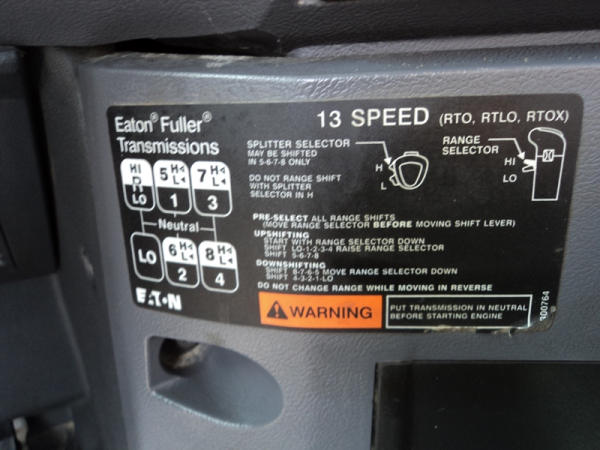 Eaton® Fuller®
Transmissions
13 SPEED (RTO, RTLO, RTOX)
SPLITTER SELECTOR
MAY BE SHIFTED
IN 5-6-7-8 ONLY
DO NOT RANGE SHIFT
WITH SPLITTER
SELECTOR IN H
H
L
RANGE
SELECTOR
HI
LO
HI
R
LO
5 H
L
1
7 H
L
3
Neutral
LO
6 H
L
2
8 H
L
4
PRE-SELECT ALL RANGE SHIFTS
(MOVE RANGE SELECTOR BEFORE MOVING SHIFT LEVER)
UPSHIFTING
START WITH RANGE SELECTOR DOWN
SHIFT LO-1-2-3-4 RAISE RANGE SELECTOR
SHIFT 5-6-7-8
DOWNSHIFTING
SHIFT 8-7-6-5 MOVE RANGE SELECTOR DOWN
SHIFT 4-3-2-1-LO
DO NOT CHANGE RANGE WHILE MOVING IN REVERSE
EATON
WARNING
PUT TRANSMISSION IN NEUTRAL
BEFORE STARTING ENGINE